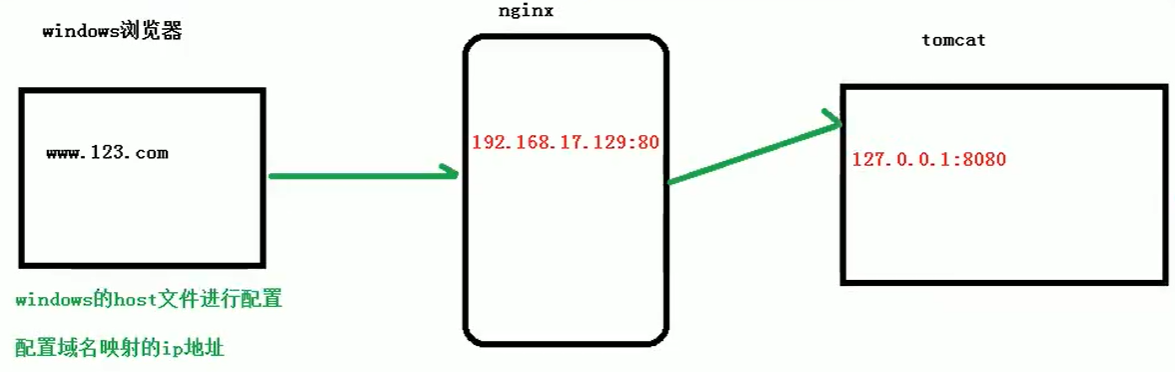 windows浏览器
nginx
tomcat
www.123.com
192.168.17.129:80
127.0.0.1:8080
windows的host文件进行配置
配置域名映射的ip地址